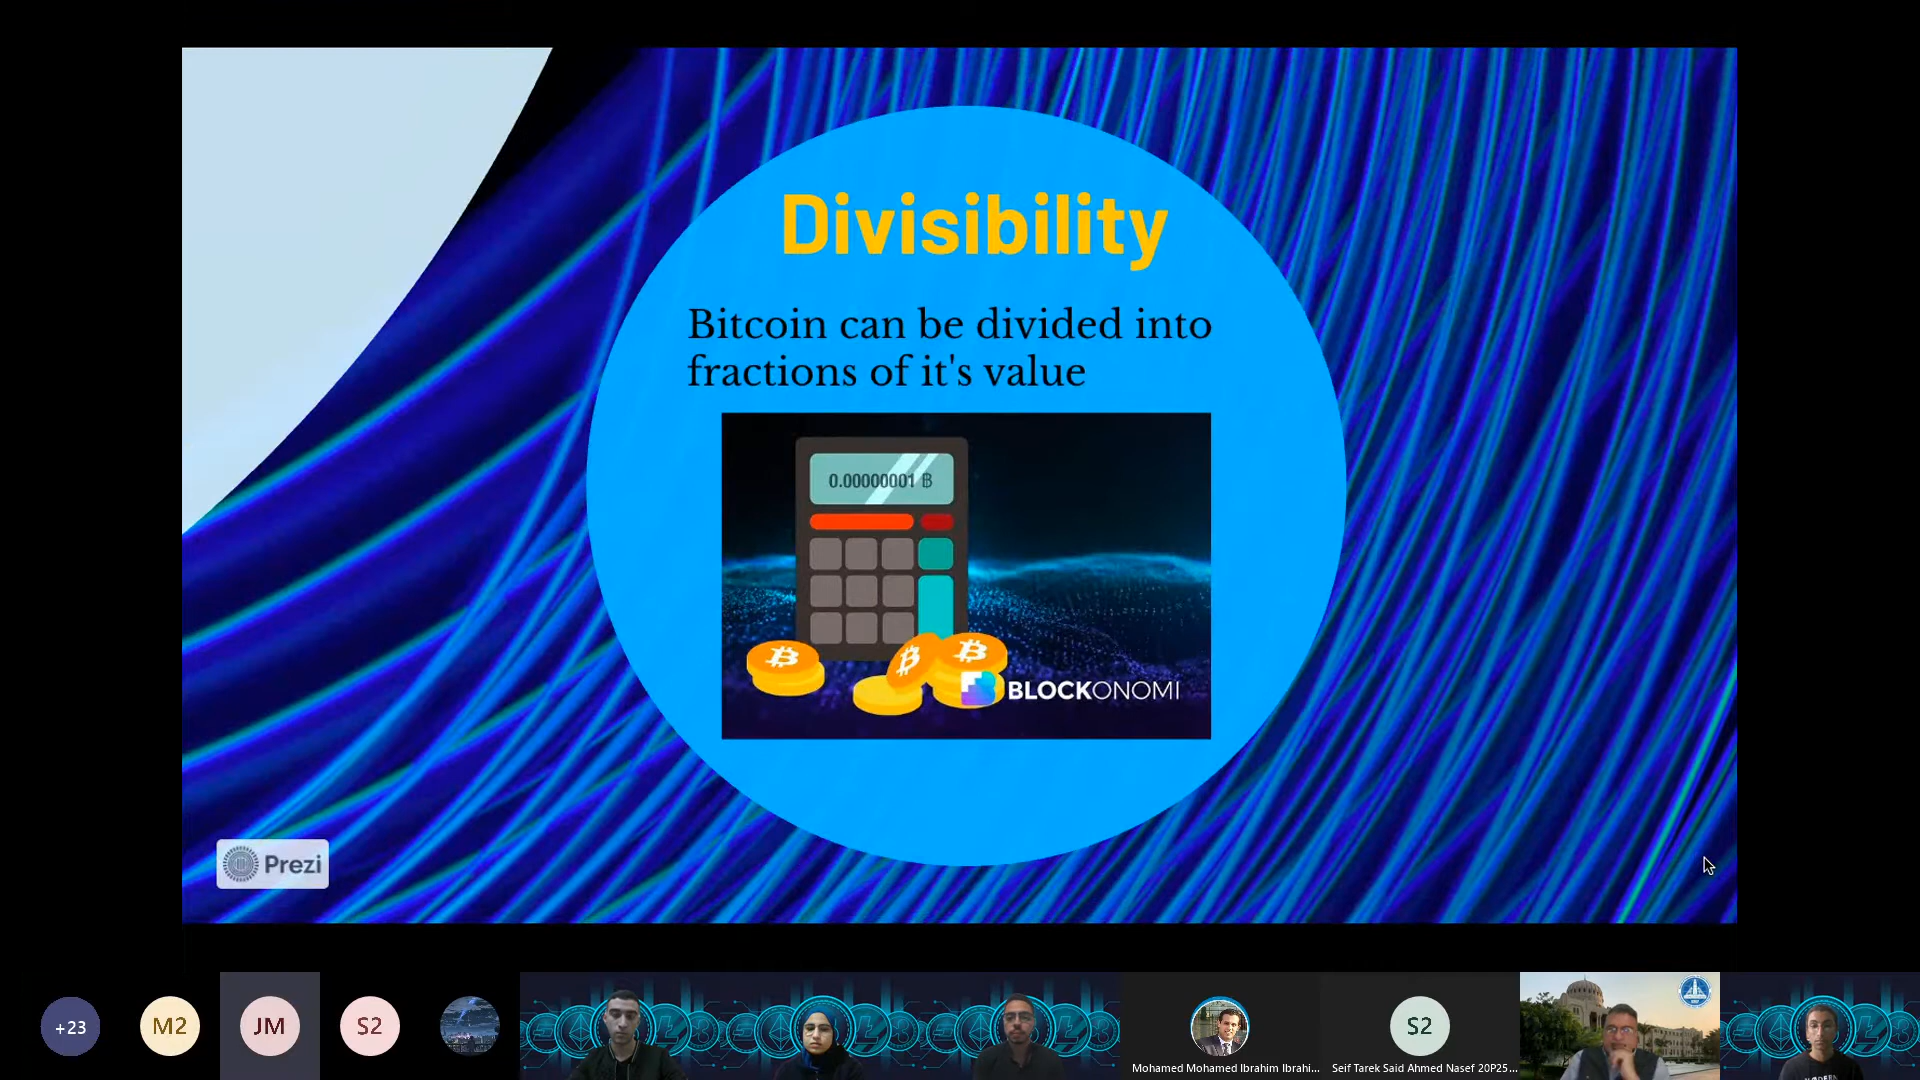 Divisibility
Bitcoin can be divided into
fractions of it's value
0.00000001 ฿
BLOCKONOMI
Prezi
+23
M2
JM
S2
Mohamed Mohamed Ibrahim Ibrahi...
S2
Seif Tarek Said Ahmed Nasef 20P25...